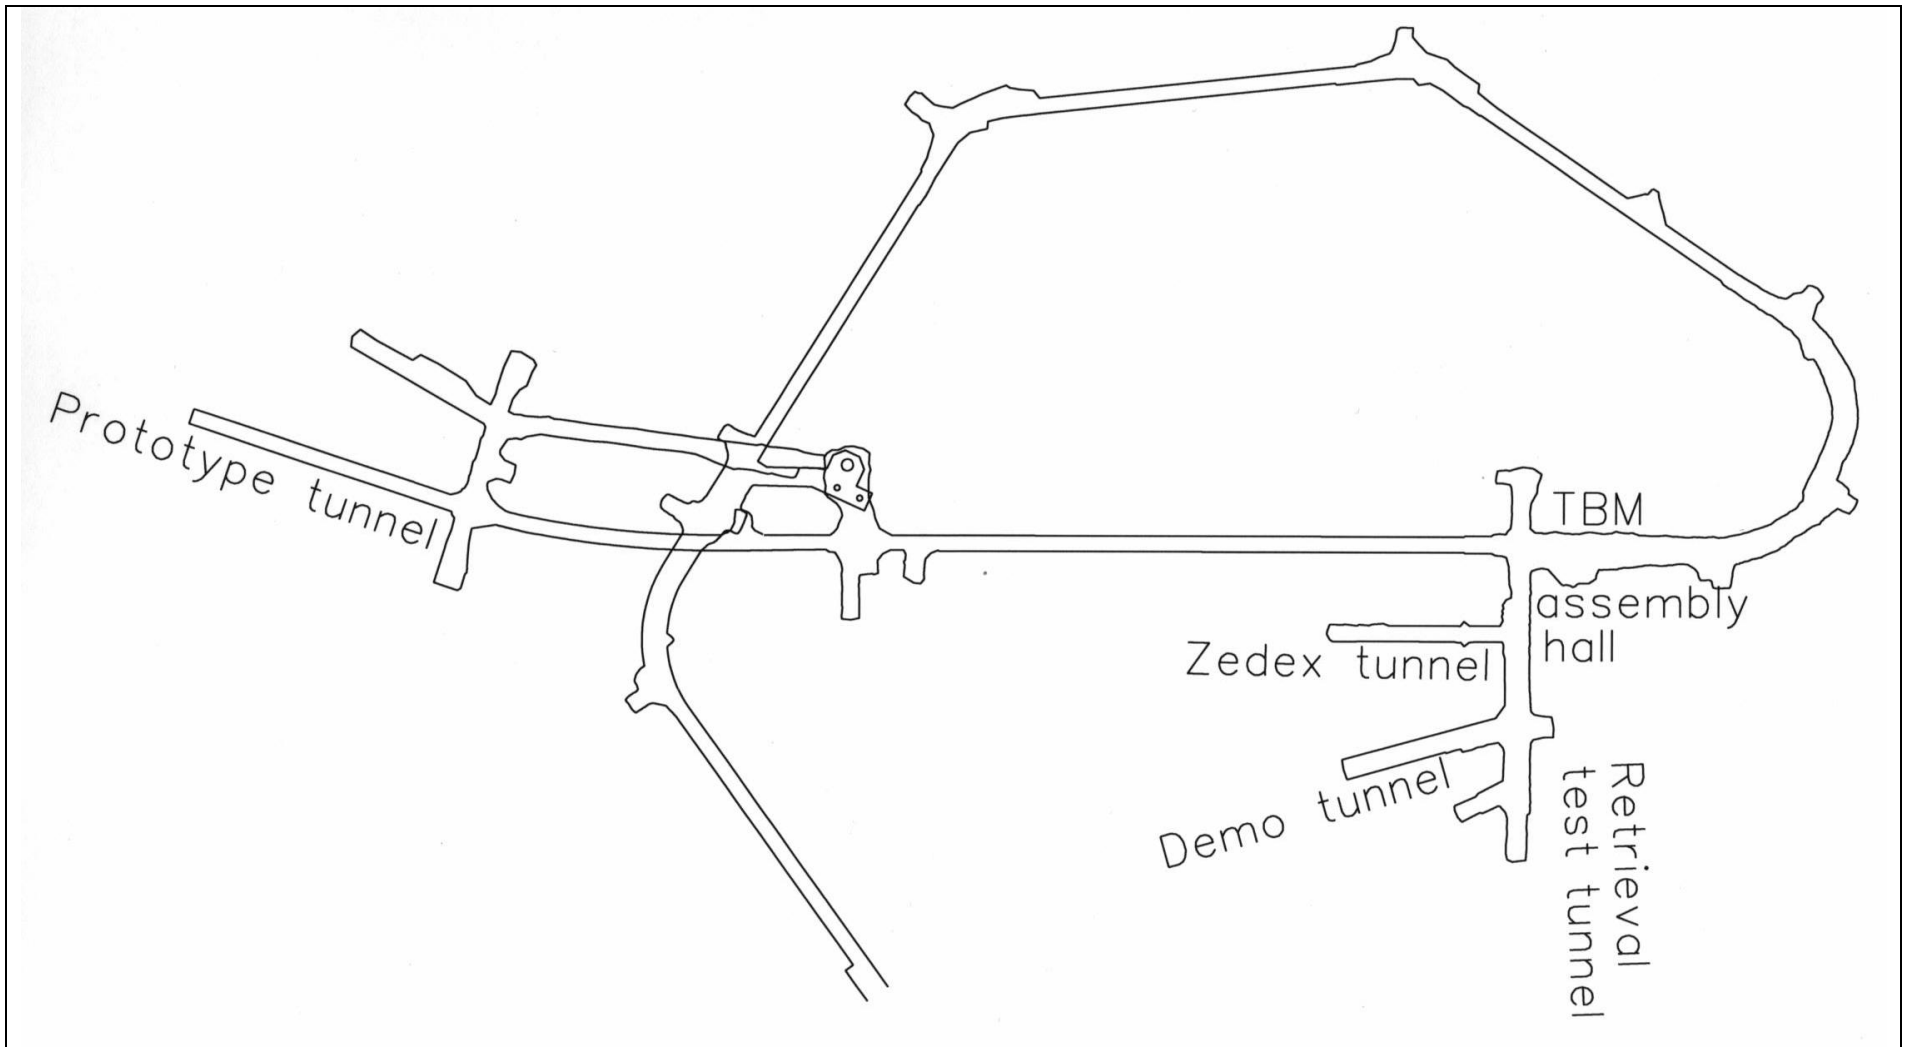 Prototype tunnel
TBM
assembly
hall
Zedex tunnel
Demo tunnel
Retrieval
test tunnel